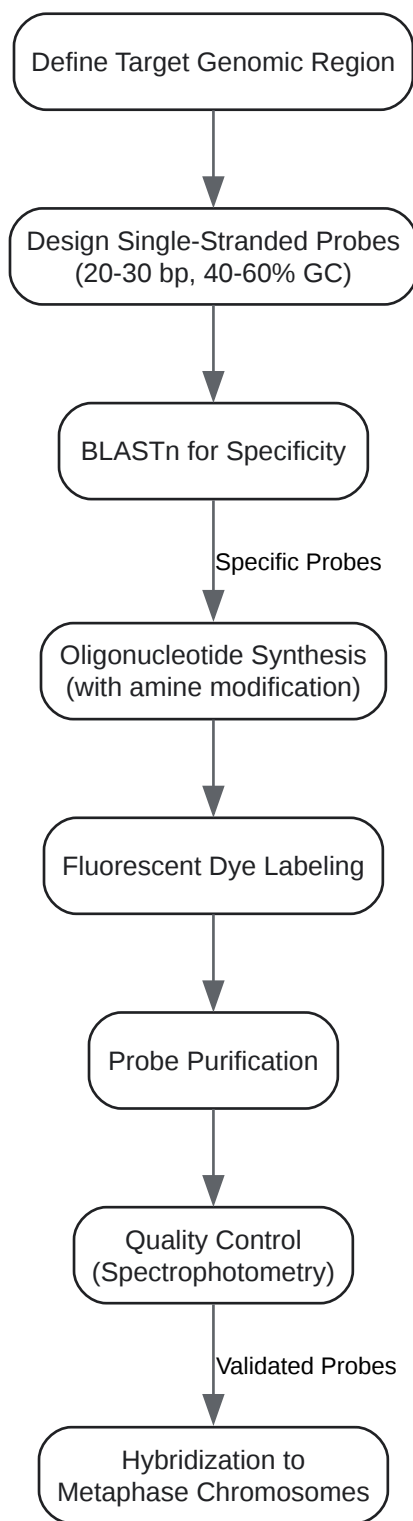 Define Target Genomic Region
Design Single-Stranded Probes
(20-30 bp, 40-60% GC)
BLASTn for Specificity
Specific Probes
Oligonucleotide Synthesis
(with amine modification)
Fluorescent Dye Labeling
Probe Purification
Quality Control
(Spectrophotometry)
Validated Probes
Hybridization to
Metaphase Chromosomes